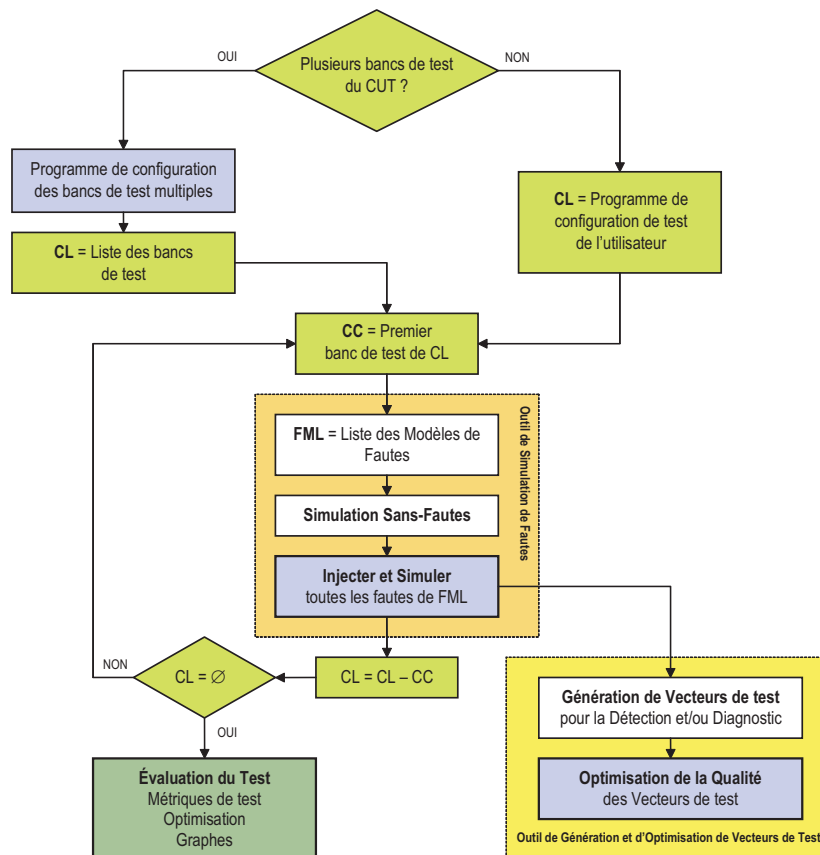 OUI
Plusieurs bancs de test
du CUT ?
NON
Programme de configuration
des bancs de test multiples
CL = Programme de
configuration de test
de l'utilisateur
CL = Liste des bancs
de test
CC = Premier
banc de test de CL
FML = Liste des Modèles de
Fautes
Simulation Sans-Fautes
Injecter et Simuler
toutes les fautes de FML
Outil de Simulation de
Fautes
NON
CL = ∅
CL = CL – CC
OUI
Génération de Vecteurs de test
pour la Détection et/ou Diagnostic
Évaluation du Test
Métriques de test
Optimisation
Graphes
Optimisation de la Qualité
des Vecteurs de test
Outil de Génération et d'Optimisation de Vecteurs de Test